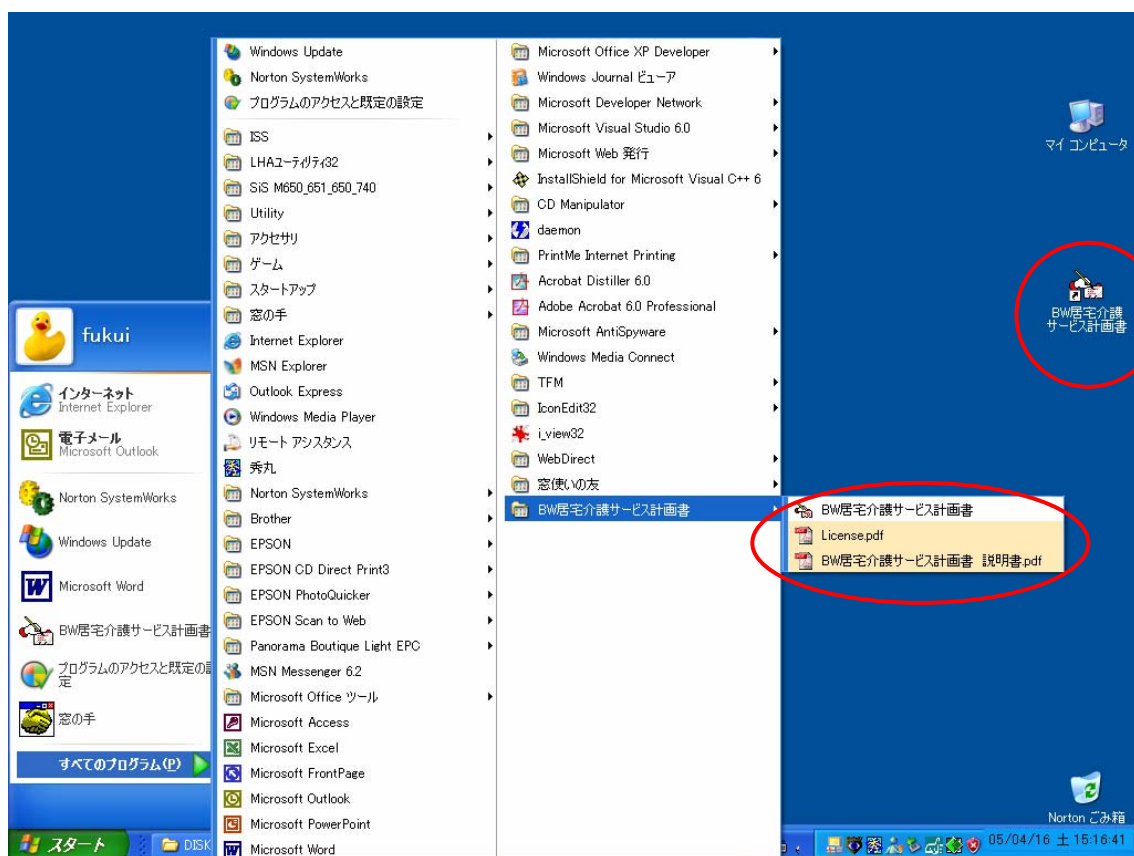 Windows Update
Norton SystemWorks
プログラムのアクセスと既定の設定
ISS
LHAユーティリティ32
SiS M650_651_650_740
Utility
アクセサリ
ゲーム
スタートアップ
窓の手
Internet Explorer
MSN Explorer
Outlook Express
Windows Media Player
リモート アシスタンス
秀丸
Norton SystemWorks
Brother
EPSON
EPSON CD Direct Print3
EPSON PhotoQuicker
EPSON Scan to Web
Panorama Boutique Light EPC
MSN Messenger 6.2
Microsoft Office ツール
Microsoft Access
Microsoft Excel
Microsoft FrontPage
Microsoft Outlook
Microsoft PowerPoint
Microsoft Word
Microsoft Office XP Developer
Windows Journal ビューア
Microsoft Developer Network
Microsoft Visual Studio 6.0
Microsoft Web 発行
InstallShield for Microsoft Visual C++ 6
CD Manipulator
daemon
PrintMe Internet Printing
Acrobat Distiller 6.0
Adobe Acrobat 6.0 Professional
Microsoft AntiSpyware
Windows Media Connect
TFM
IconEdit32
i_view32
WebDirect
窓使いの友
BW居宅介護サービス計画書
BW居宅介護サービス計画書
License.pdf
BW居宅介護サービス計画書 説明書.pdf
マイ コンピュータ
BW居宅介護
サービス計画書
Norton ごみ箱
fukui
インターネット
Internet Explorer
電子メール
Microsoft Outlook
Norton SystemWorks
Windows Update
Microsoft Word
BW居宅介護サービス計画書
プログラムのアクセスと既定の設
定
窓の手
すべてのプログラム(P)
スタート
DISK
05/04/16 土 15:16:41